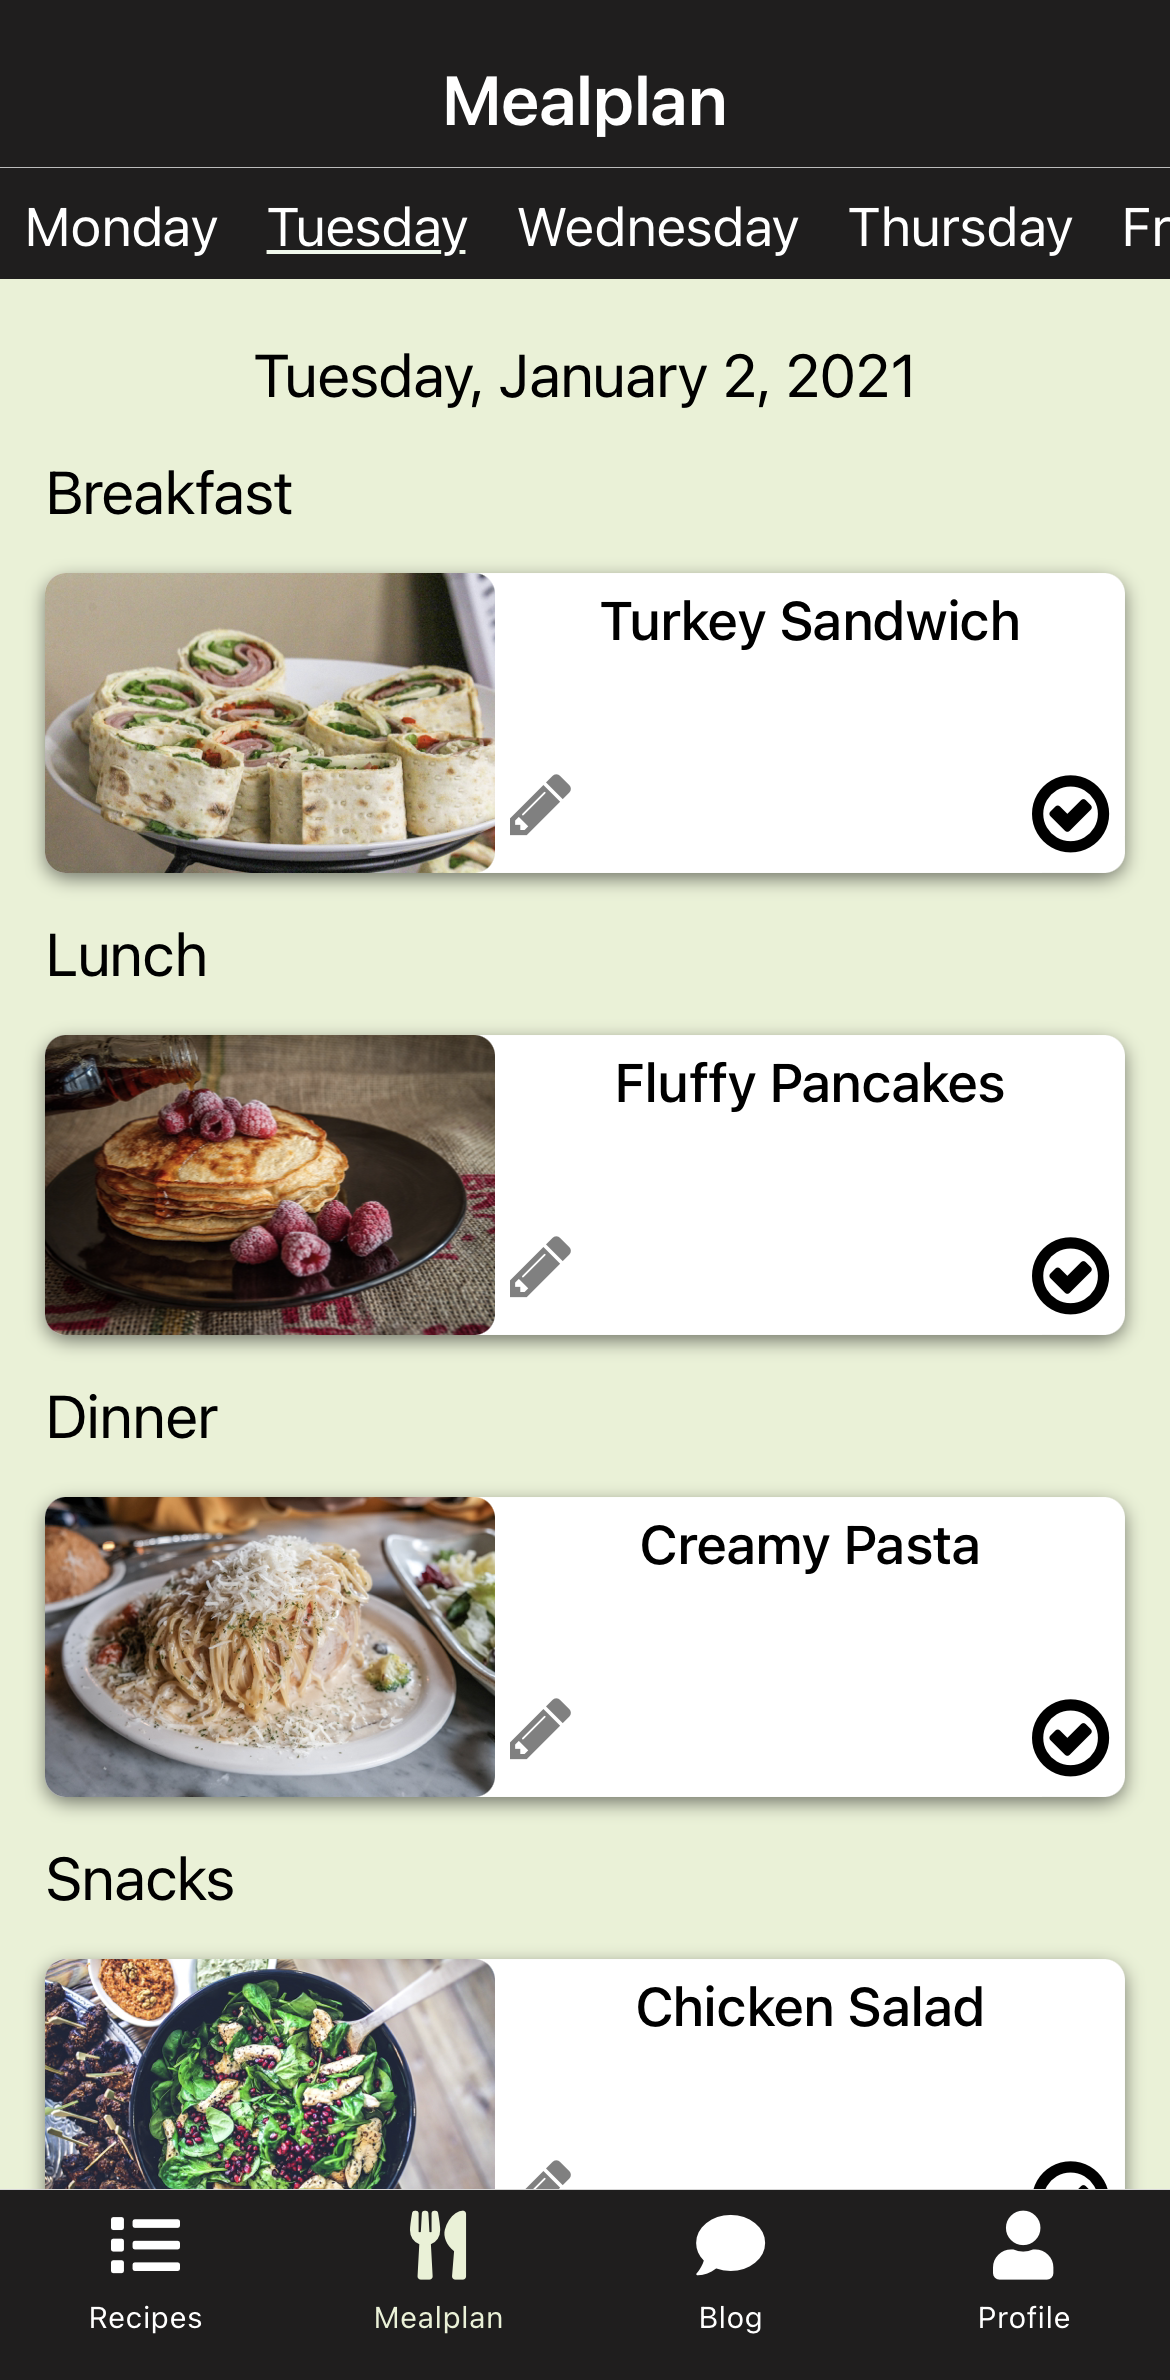 Mealplan
Monday Tuesday Wednesday Thursday Fr
Tuesday, January 2, 2021
Breakfast
Turkey Sandwich
Lunch
Fluffy Pancakes
Dinner
Creamy Pasta
Snacks
Chicken Salad
Recipes Mealplan Blog Profile